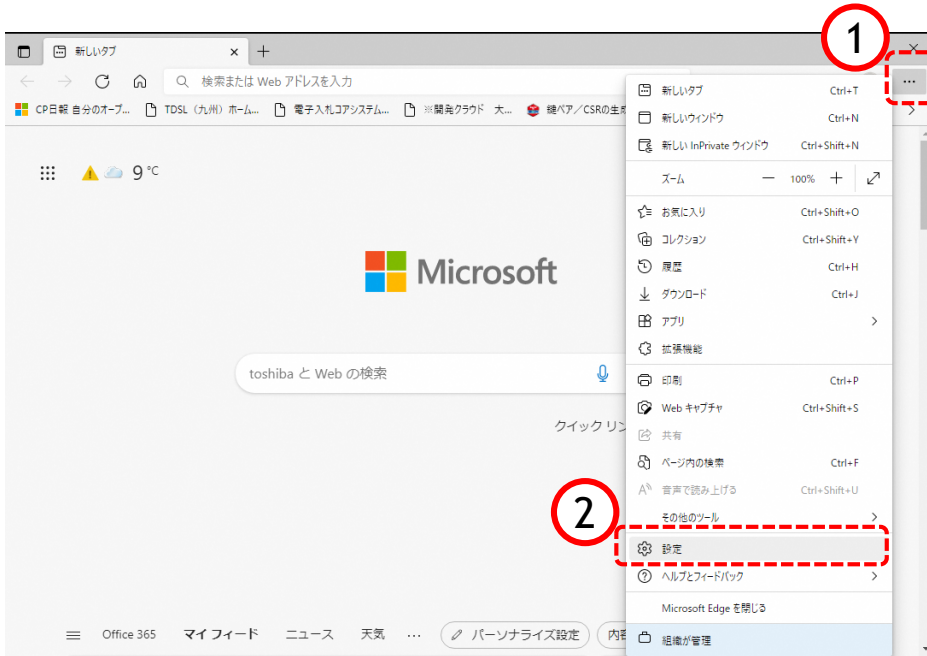 1
新しいタブ
検索または Web アドレスを入力
CP日報 自分のオープ...
TDSL（九州）ホーム...
電子入札コアシステム...
※開発クラウド 大...
鍵ペア／CSRの生成
9 ℃
Microsoft
toshiba と Web の検索
クイック リン
新しいタブ Ctrl+T
新しいウィンドウ Ctrl+N
新しい InPrivate ウィンドウ Ctrl+Shift+N
ズーム — 100% +
お気に入り Ctrl+Shift+O
コレクション Ctrl+Shift+Y
履歴 Ctrl+H
ダウンロード Ctrl+J
アプリ
拡張機能
印刷 Ctrl+P
Web キャプチャ Ctrl+Shift+S
共有
ページ内の検索 Ctrl+F
音声で読み上げる Ctrl+Shift+U
その他のツール
2
設定
ヘルプとフィードバック
Microsoft Edge を閉じる
組織が管理
Office 365 マイ フィード ニュース 天気 ... パーソナライズ設定 内容